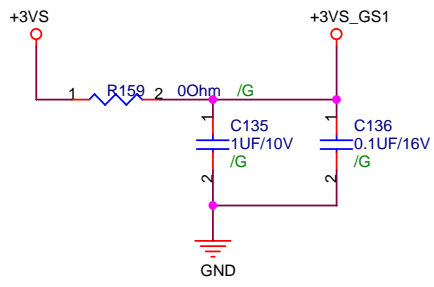 +3VS
+3VS_GS1
1
R159
2
0Ohm
/G
1
C135
1UF/10V
/G
2
1
C136
0.1UF/16V
/G
2
GND